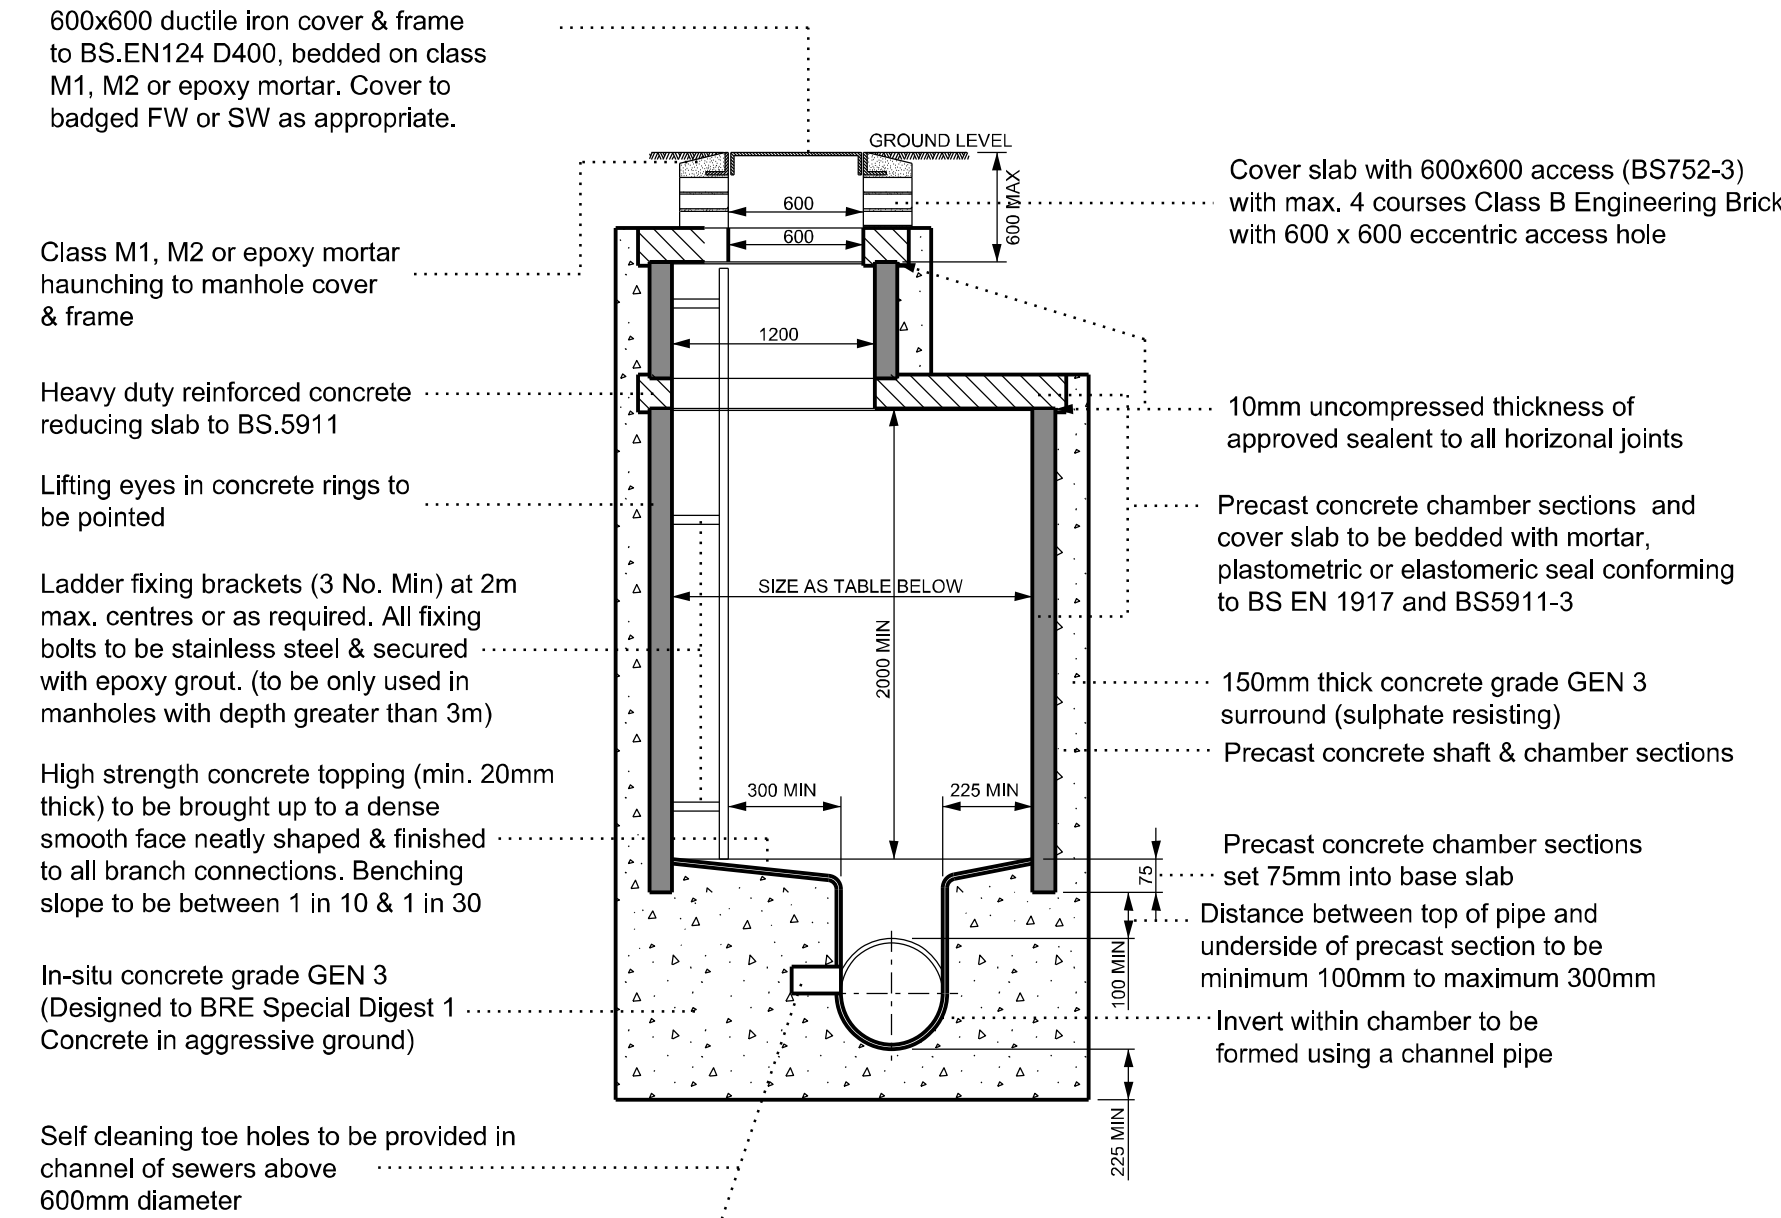 600x600 ductile iron cover & frame
to BS.EN124 D400, bedded on class
M1, M2 or epoxy mortar. Cover to
badged FW or SW as appropriate.
Class M1, M2 or epoxy mortar
haunching to manhole cover
& frame
Heavy duty reinforced concrete
reducing slab to BS.5911
Lifting eyes in concrete rings to
be pointed
Ladder fixing brackets (3 No. Min) at 2m
max. centres or as required. All fixing
bolts to be stainless steel & secured
with epoxy grout. (to be only used in
manholes with depth greater than 3m)
High strength concrete topping (min. 20mm
thick) to be brought up to a dense
smooth face neatly shaped & finished
to all branch connections. Benching
slope to be between 1 in 10 & 1 in 30
In-situ concrete grade GEN 3
(Designed to BRE Special Digest 1
Concrete in aggressive ground)
Self cleaning toe holes to be provided in
channel of sewers above
600mm diameter
GROUND LEVEL
600 MAX
600
600
1200
SIZE AS TABLE BELOW
2000 MIN
300 MIN
225 MIN
75
100 MIN
225 MIN
Cover slab with 600x600 access (BS752-3)
with max. 4 courses Class B Engineering Brick
with 600 x 600 eccentric access hole
10mm uncompressed thickness of
approved sealent to all horizonal joints
Precast concrete chamber sections and
cover slab to be bedded with mortar,
plastometric or elastomeric seal conforming
to BS EN 1917 and BS5911-3
150mm thick concrete grade GEN 3
surround (sulphate resisting)
Precast concrete shaft & chamber sections
Precast concrete chamber sections
set 75mm into base slab
Distance between top of pipe and
underside of precast section to be
minimum 100mm to maximum 300mm
Invert within chamber to be
formed using a channel pipe